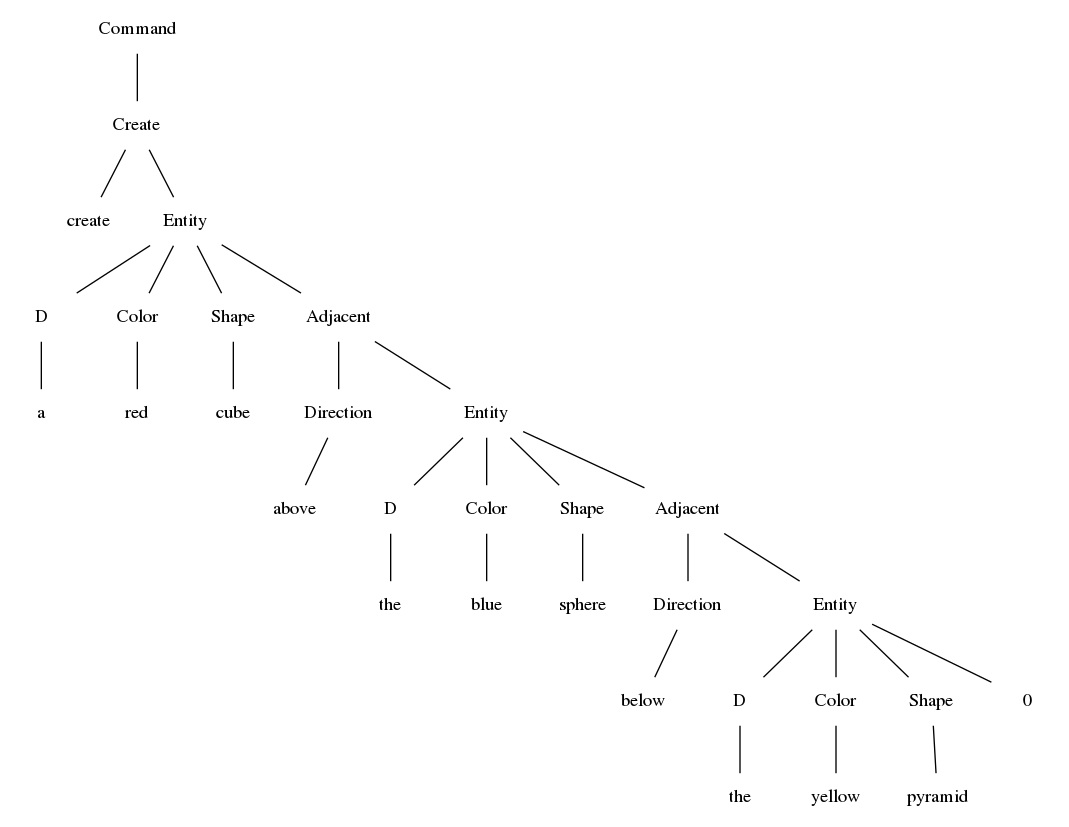 Command
Create
create Entity
D Color Shape Adjacent
a red cube Direction Entity
above D Color Shape Adjacent
the blue sphere Direction Entity
below D Color Shape 0
the yellow pyramid